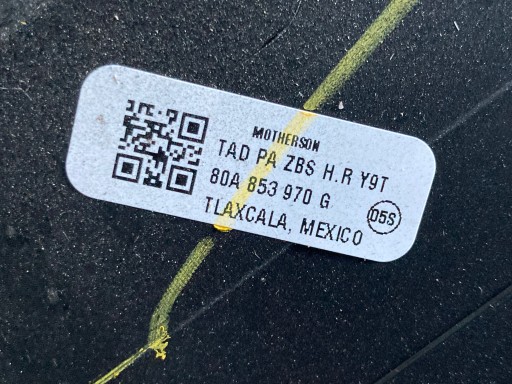 MOTHERSON
TAD PA ZBS H.R Y9T
80A 853 970 G
D5S
TLAXCALA, MEXICO